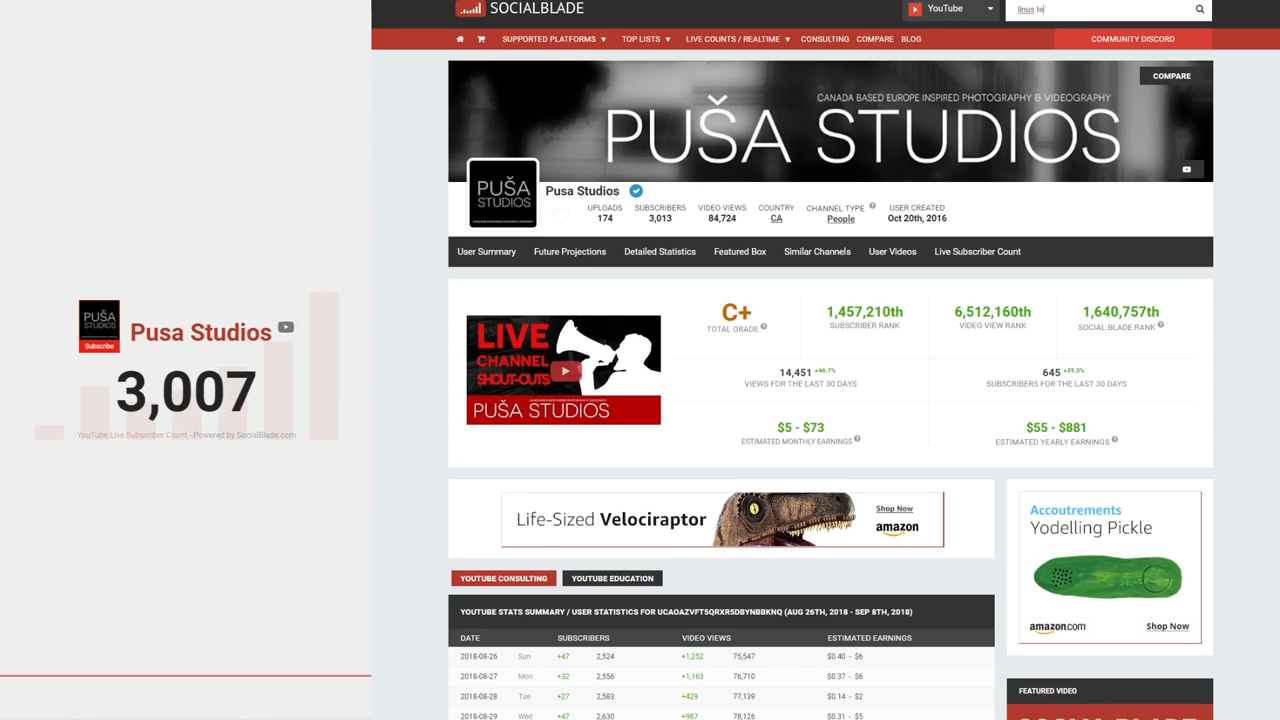 SOCIALBLADE
YouTube
linus te
SUPPORTED PLATFORMS
TOP LISTS
LIVE COUNTS / REALTIME
CONSULTING
COMPARE
BLOG
COMMUNITY DISCORD
COMPARE
CANADA BASED EUROPE INSPIRED PHOTOGRAPHY & VIDEOGRAPHY
PUŠA STUDIOS
PUŠA
STUDIOS
Pusa Studios
UPLOADS
SUBSCRIBERS
VIDEO VIEWS
COUNTRY
CHANNEL TYPE
USER CREATED
174
3,013
84,724
CA
People
Oct 20th, 2016
User Summary
Future Projections
Detailed Statistics
Featured Box
Similar Channels
User Videos
Live Subscriber Count
PUŠA
STUDIOS
Subscribe
Pusa Studios
3,007
YouTube Live Subscriber Count - Powered by SocialBlade.com
LIVE
CHANNEL
SHOUT-OUTS
PUŠA STUDIOS
C+
TOTAL GRADE
1,457,210th
SUBSCRIBER RANK
6,512,160th
VIDEO VIEW RANK
1,640,757th
SOCIAL BLADE RANK
14,451 +46.7%
VIEWS FOR THE LAST 30 DAYS
645 +39.3%
SUBSCRIBERS FOR THE LAST 30 DAYS
$5 - $73
ESTIMATED MONTHLY EARNINGS
$55 - $881
ESTIMATED YEARLY EARNINGS
Life-Sized Velociraptor
Shop Now
amazon
Accoutrements
Yodelling Pickle
amazon.com
Shop Now
YOUTUBE CONSULTING
YOUTUBE EDUCATION
YOUTUBE STATS SUMMARY / USER STATISTICS FOR UCAOAZVFT5QRXR5DBYNBBKNQ (AUG 26TH, 2018 - SEP 8TH, 2018)
DATE SUBSCRIBERS VIDEO VIEWS ESTIMATED EARNINGS
2018-08-26 Sun +47 2,524 +1,252 75,547 $0.40 - $6
2018-08-27 Mon +32 2,556 +1,163 76,710 $0.37 - $6
2018-08-28 Tue +27 2,583 +429 77,139 $0.14 - $2
2018-08-29 Wed +47 2,630 +987 78,126 $0.31 - $5
FEATURED VIDEO